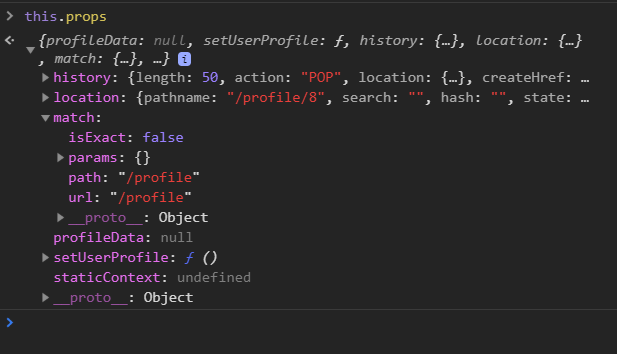 > this.props
{profileData: null, setUserProfile: ƒ, history: {…}, location: {…}
, match: {…}, …} i
history: {length: 50, action: "POP", location: {…}, createHref: …
location: {pathname: "/profile/8", search: "", hash: "", state: …
match:
isExact: false
params: {}
path: "/profile"
url: "/profile"
__proto__: Object
profileData: null
setUserProfile: ƒ ()
staticContext: undefined
__proto__: Object
>